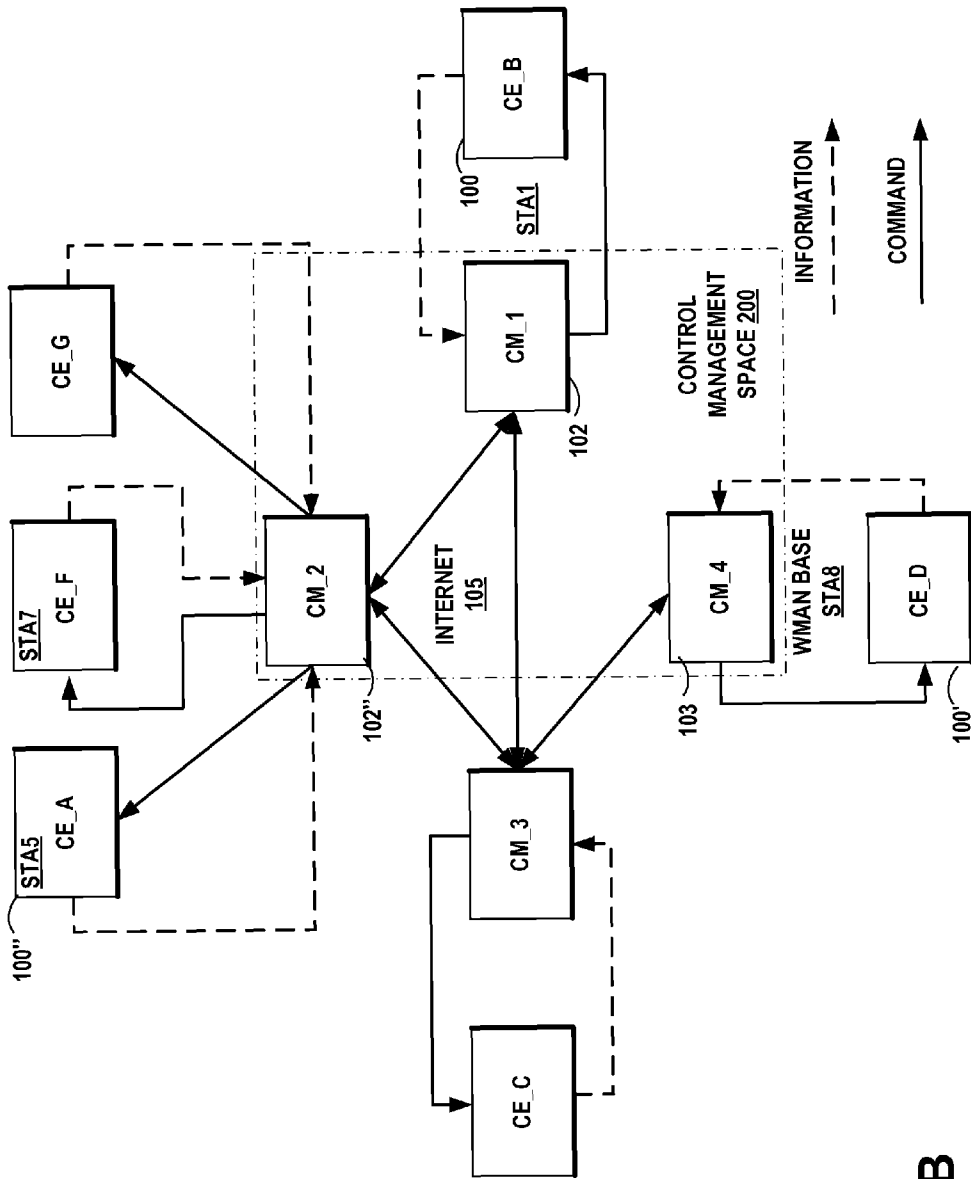 100"
STA5
CE_A
STA7
CE_F
CE_G
CM_2
102"
INTERNET
105
CE_C
CM_3
CM_1
102
STA1
100
CE_B
CONTROL
MANAGEMENT
SPACE 200
103
CM_4
WMAN BASE
STA8
CE_D
100'
INFORMATION
COMMAND
B